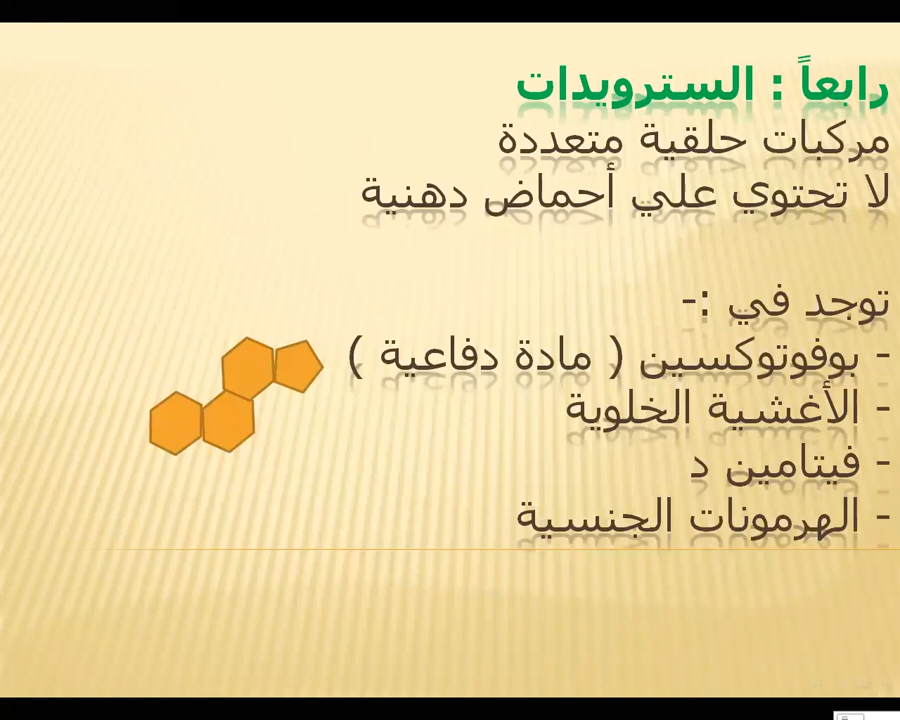 رابعاً : السترويدات
مركبات حلقية متعددة
لا تحتوي علي أحماض دهنية
توجد في :-
- بوفوتوكسين ( مادة دفاعية )
- الأغشية الخلوية
- فيتامين د
- الهرمونات الجنسية